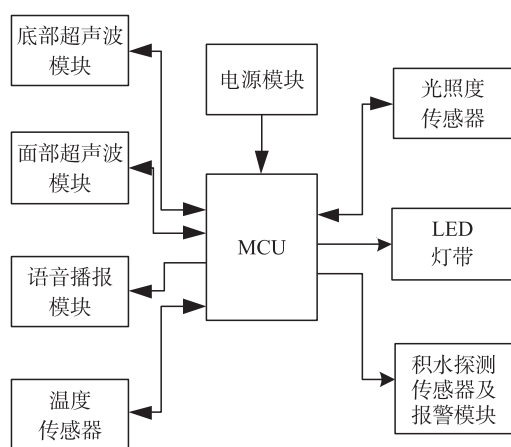 底部超声波
模块
电源模块
光照度
传感器
面部超声波
模块
MCU
LED
灯带
语音播报
模块
积水探测
传感器及
报警模块
温度
传感器